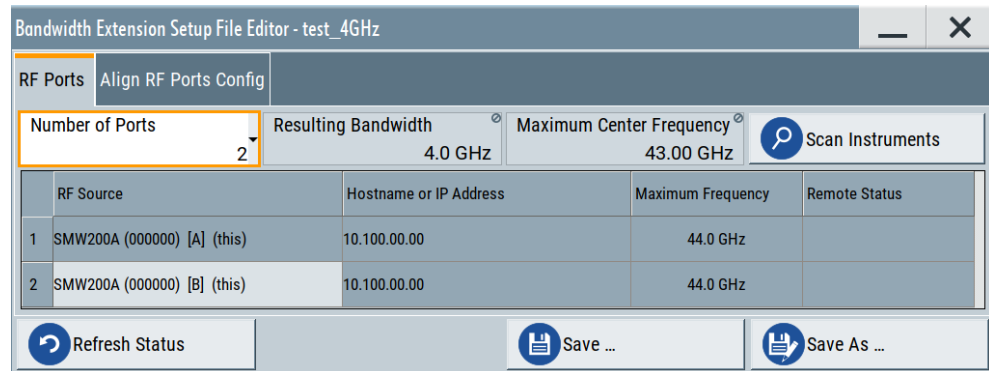 Bandwidth Extension Setup File Editor - test_4GHz
RF Ports Align RF Ports Config
Number of Ports Resulting Bandwidth Maximum Center Frequency Scan Instruments
2 4.0 GHz 43.00 GHz
RF Source Hostname or IP Address Maximum Frequency Remote Status
1 SMW200A (000000) [A] (this) 10.100.00.00 44.0 GHz
2 SMW200A (000000) [B] (this) 10.100.00.00 44.0 GHz
Refresh Status Save ... Save As ...